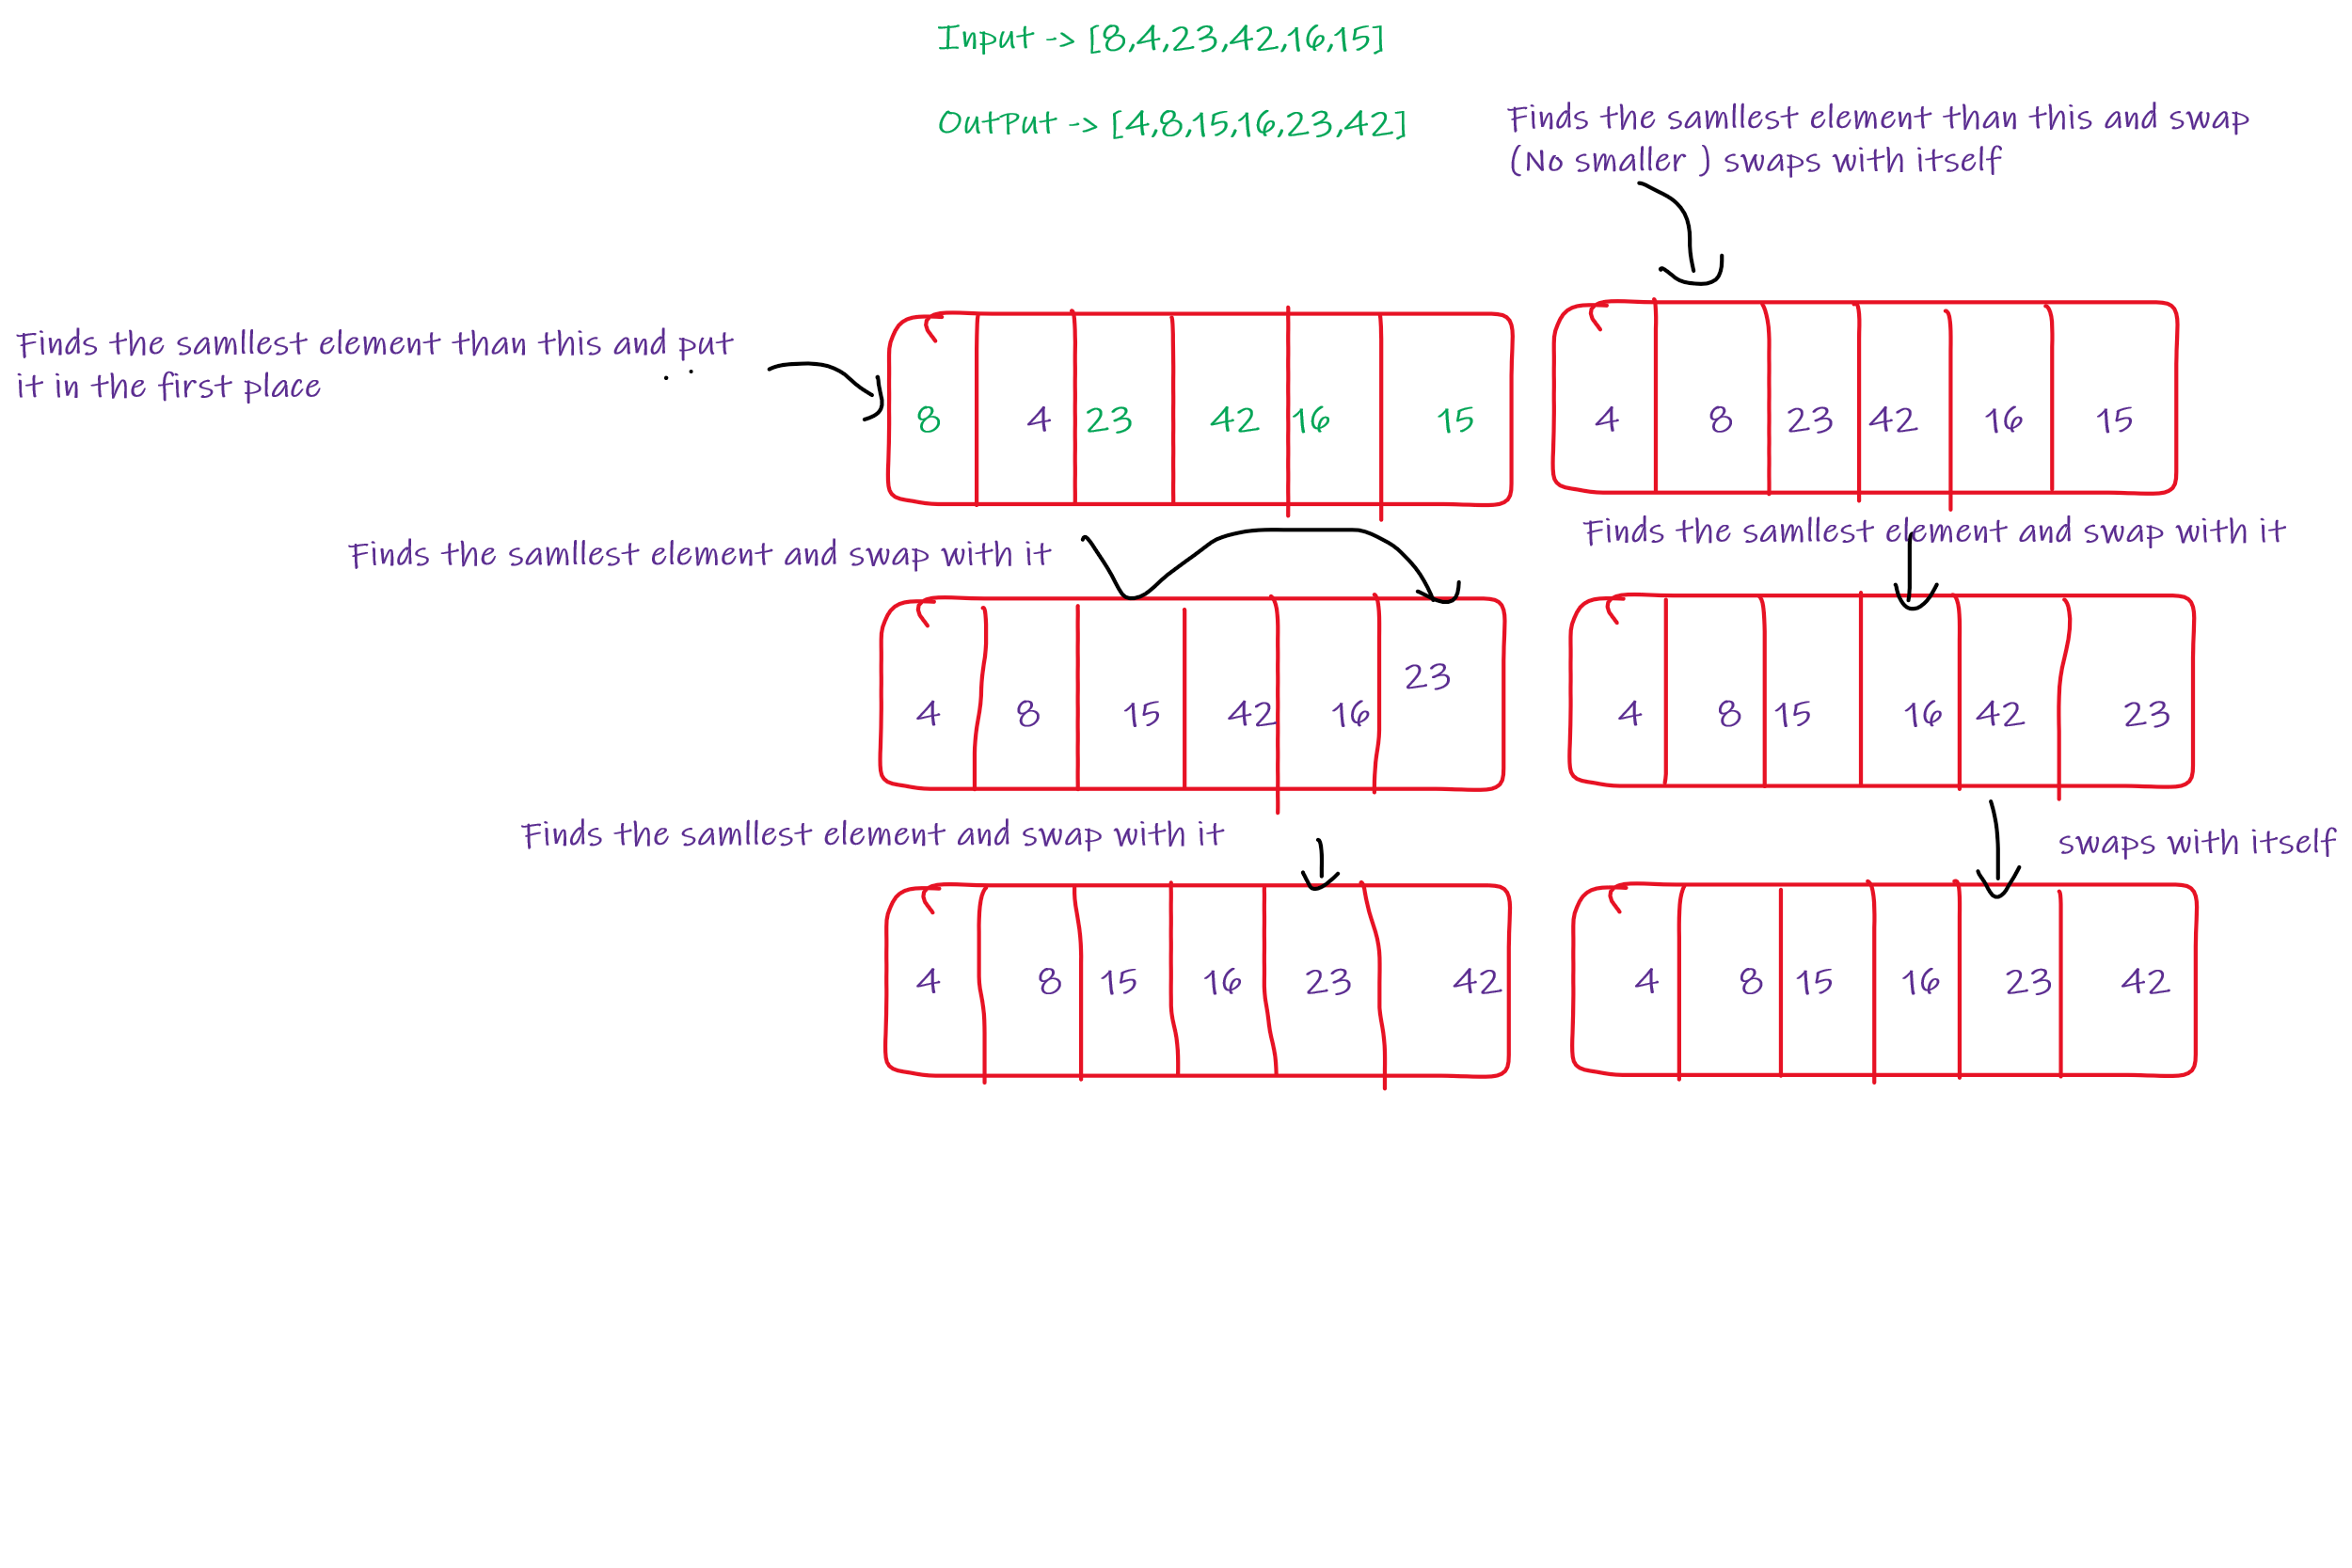 Input -> [8,4,23,42,16,15]
Output -> [4,8,15,16,23,42]
Finds the samllest element than this and swap
(No smaller ) swaps with itself
Finds the samllest element than this and put
it in the first place
8 4 23 42 16 15
4 8 23 42 16 15
Finds the samllest element and swap with it
Finds the samllest element and swap with it
4 8 15 42 16 23
4 8 15 16 42 23
Finds the samllest element and swap with it
swaps with itself
4 8 15 16 23 42
4 8 15 16 23 42